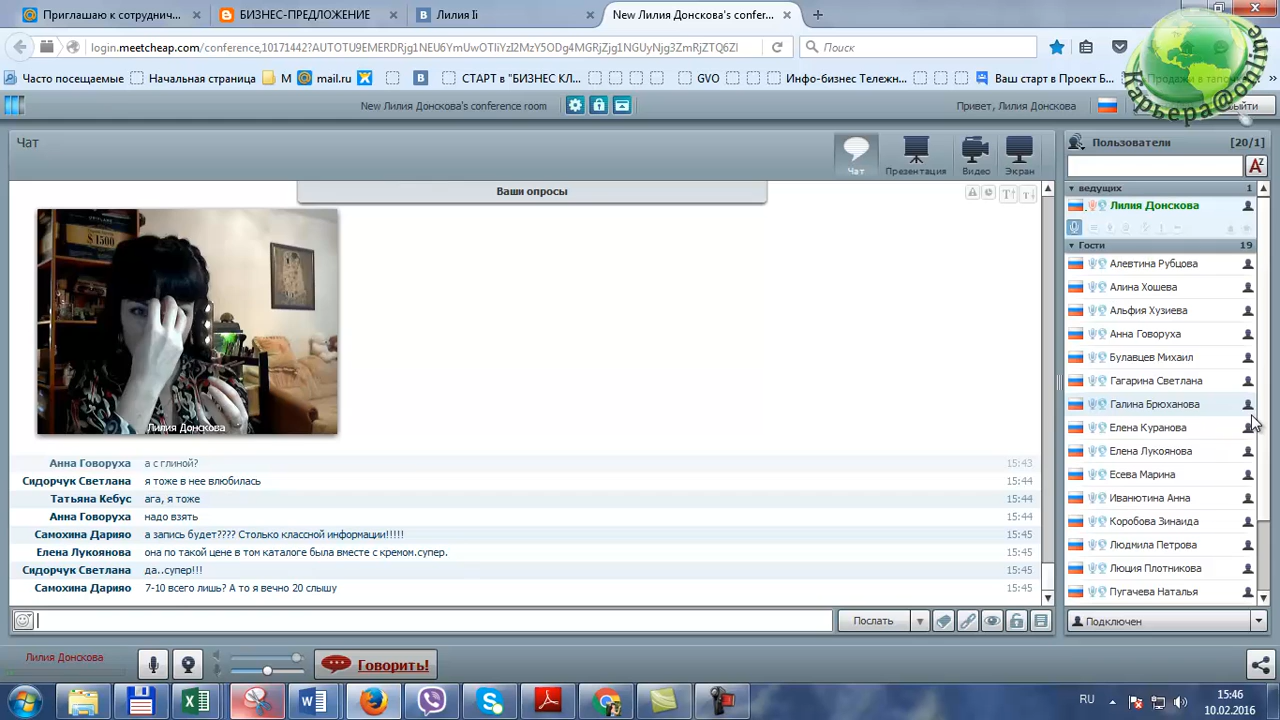 Приглашаю к сотруднич...
БИЗНЕС-ПРЕДЛОЖЕНИЕ
Лилия Ii
New Лилия Донскова's confer...
Поиск
Часто посещаемые
Начальная страница
М
mail.ru
СТАРТ в "БИЗНЕС КЛ...
GVO
Инфо-бизнес Тележн...
Ваш старт в Проект Б...
Продажи в тапочк...
Карьера@online
New Лилия Донскова's conference room
Привет, Лилия Донскова
Чат
Чат
Презентация
Видео
Экран
Ваши опросы
Лилия Донскова
Анна Говоруха а с глиной? 15:43
Сидорчук Светлана я тоже в нее влюбилась 15:44
Татьяна Кебус ага, я тоже 15:44
Анна Говоруха надо взять 15:44
Самохина Дарияо а запись будет???? Столько классной информации!!!!! 15:45
Елена Лукоянова она по такой цене в том каталоге была вместе с кремом.супер. 15:45
Сидорчук Светлана да..супер!!! 15:45
Самохина Дарияо 7-10 всего лишь? А то я вечно 20 слышу 15:45
Послать
Пользователи [20/1]
ведущих 1
Лилия Донскова
Гости 19
Алевтина Рубцова
Алина Хошева
Альфия Хузиева
Анна Говоруха
Булавцев Михаил
Гагарина Светлана
Галина Брюханова
Елена Куранова
Елена Лукоянова
Есева Марина
Иванютина Анна
Коробова Зинаида
Людмила Петрова
Люция Плотникова
Пугачева Наталья
Подключен
Лилия Донскова
Говорить!
RU
15:46
10.02.2016